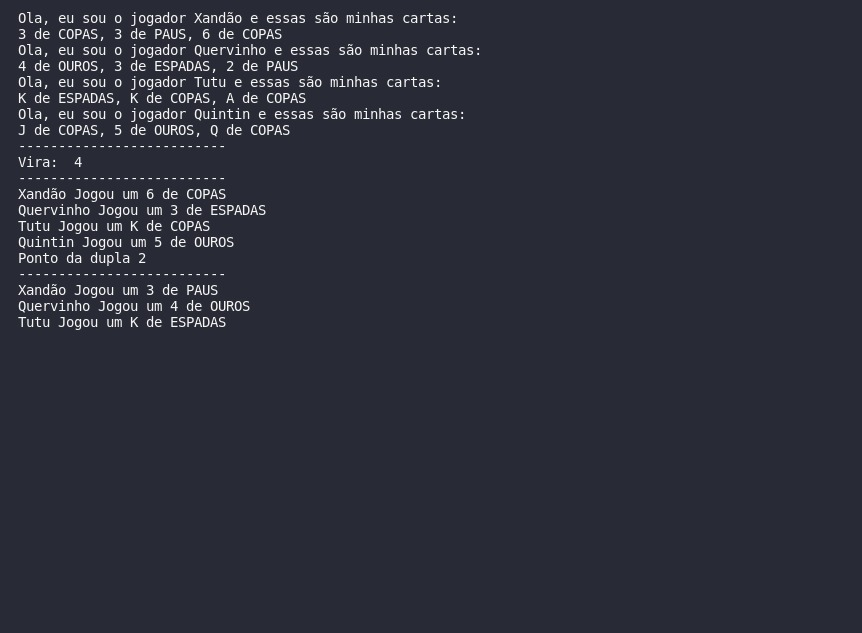 Ola, eu sou o jogador Xandão e essas são minhas cartas:
3 de COPAS, 3 de PAUS, 6 de COPAS
Ola, eu sou o jogador Quervinho e essas são minhas cartas:
4 de OUROS, 3 de ESPADAS, 2 de PAUS
Ola, eu sou o jogador Tutu e essas são minhas cartas:
K de ESPADAS, K de COPAS, A de COPAS
Ola, eu sou o jogador Quintin e essas são minhas cartas:
J de COPAS, 5 de OUROS, Q de COPAS
--------------------------
Vira:  4
--------------------------
Xandão Jogou um 6 de COPAS
Quervinho Jogou um 3 de ESPADAS
Tutu Jogou um K de COPAS
Quintin Jogou um 5 de OUROS
Ponto da dupla 2
--------------------------
Xandão Jogou um 3 de PAUS
Quervinho Jogou um 4 de OUROS
Tutu Jogou um K de ESPADAS